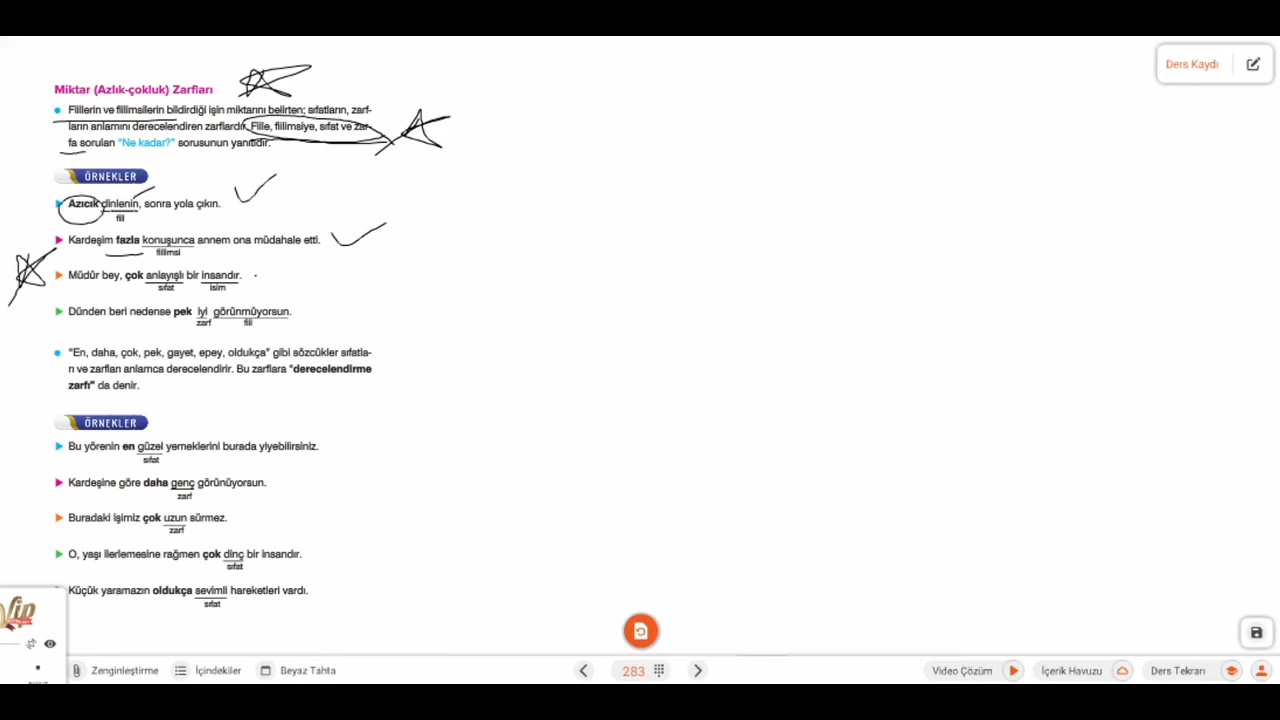 Ders Kaydı
Miktar (Azlık-çokluk) Zarfları
Fiillerin ve fiilimsilerin bildirdiği işin miktarını belirten; sıfatların, zarf-
ların anlamını derecelendiren zarflardır. Fiile, fiilimsiye, sıfat ve zar-
fa sorulan "Ne kadar?" sorusunun yanıtıdır.
ÖRNEKLER
Azıcık dinlenin, sonra yola çıkın.
fiil
Kardeşim fazla konuşunca annem ona müdahale etti.
fiilimsi
Müdür bey, çok anlayışlı bir insandır.
sıfat isim
Dünden beri nedense pek iyi görünmüyorsun.
zarf fiil
"En, daha, çok, pek, gayet, epey, oldukça" gibi sözcükler sıfatla-
rı ve zarfları anlamca derecelendirir. Bu zarflara "derecelendirme
zarfı" da denir.
ÖRNEKLER
Bu yörenin en güzel yemeklerini burada yiyebilirsiniz.
sıfat
Kardeşine göre daha genç görünüyorsun.
zarf
Buradaki işimiz çok uzun sürmez.
zarf
O, yaşı ilerlemesine rağmen çok dinç bir insandır.
sıfat
Küçük yaramazın oldukça sevimli hareketleri vardı.
sıfat
Zenginleştirme İçindekiler Beyaz Tahta 283 Video Çözüm İçerik Havuzu Ders Tekrarı